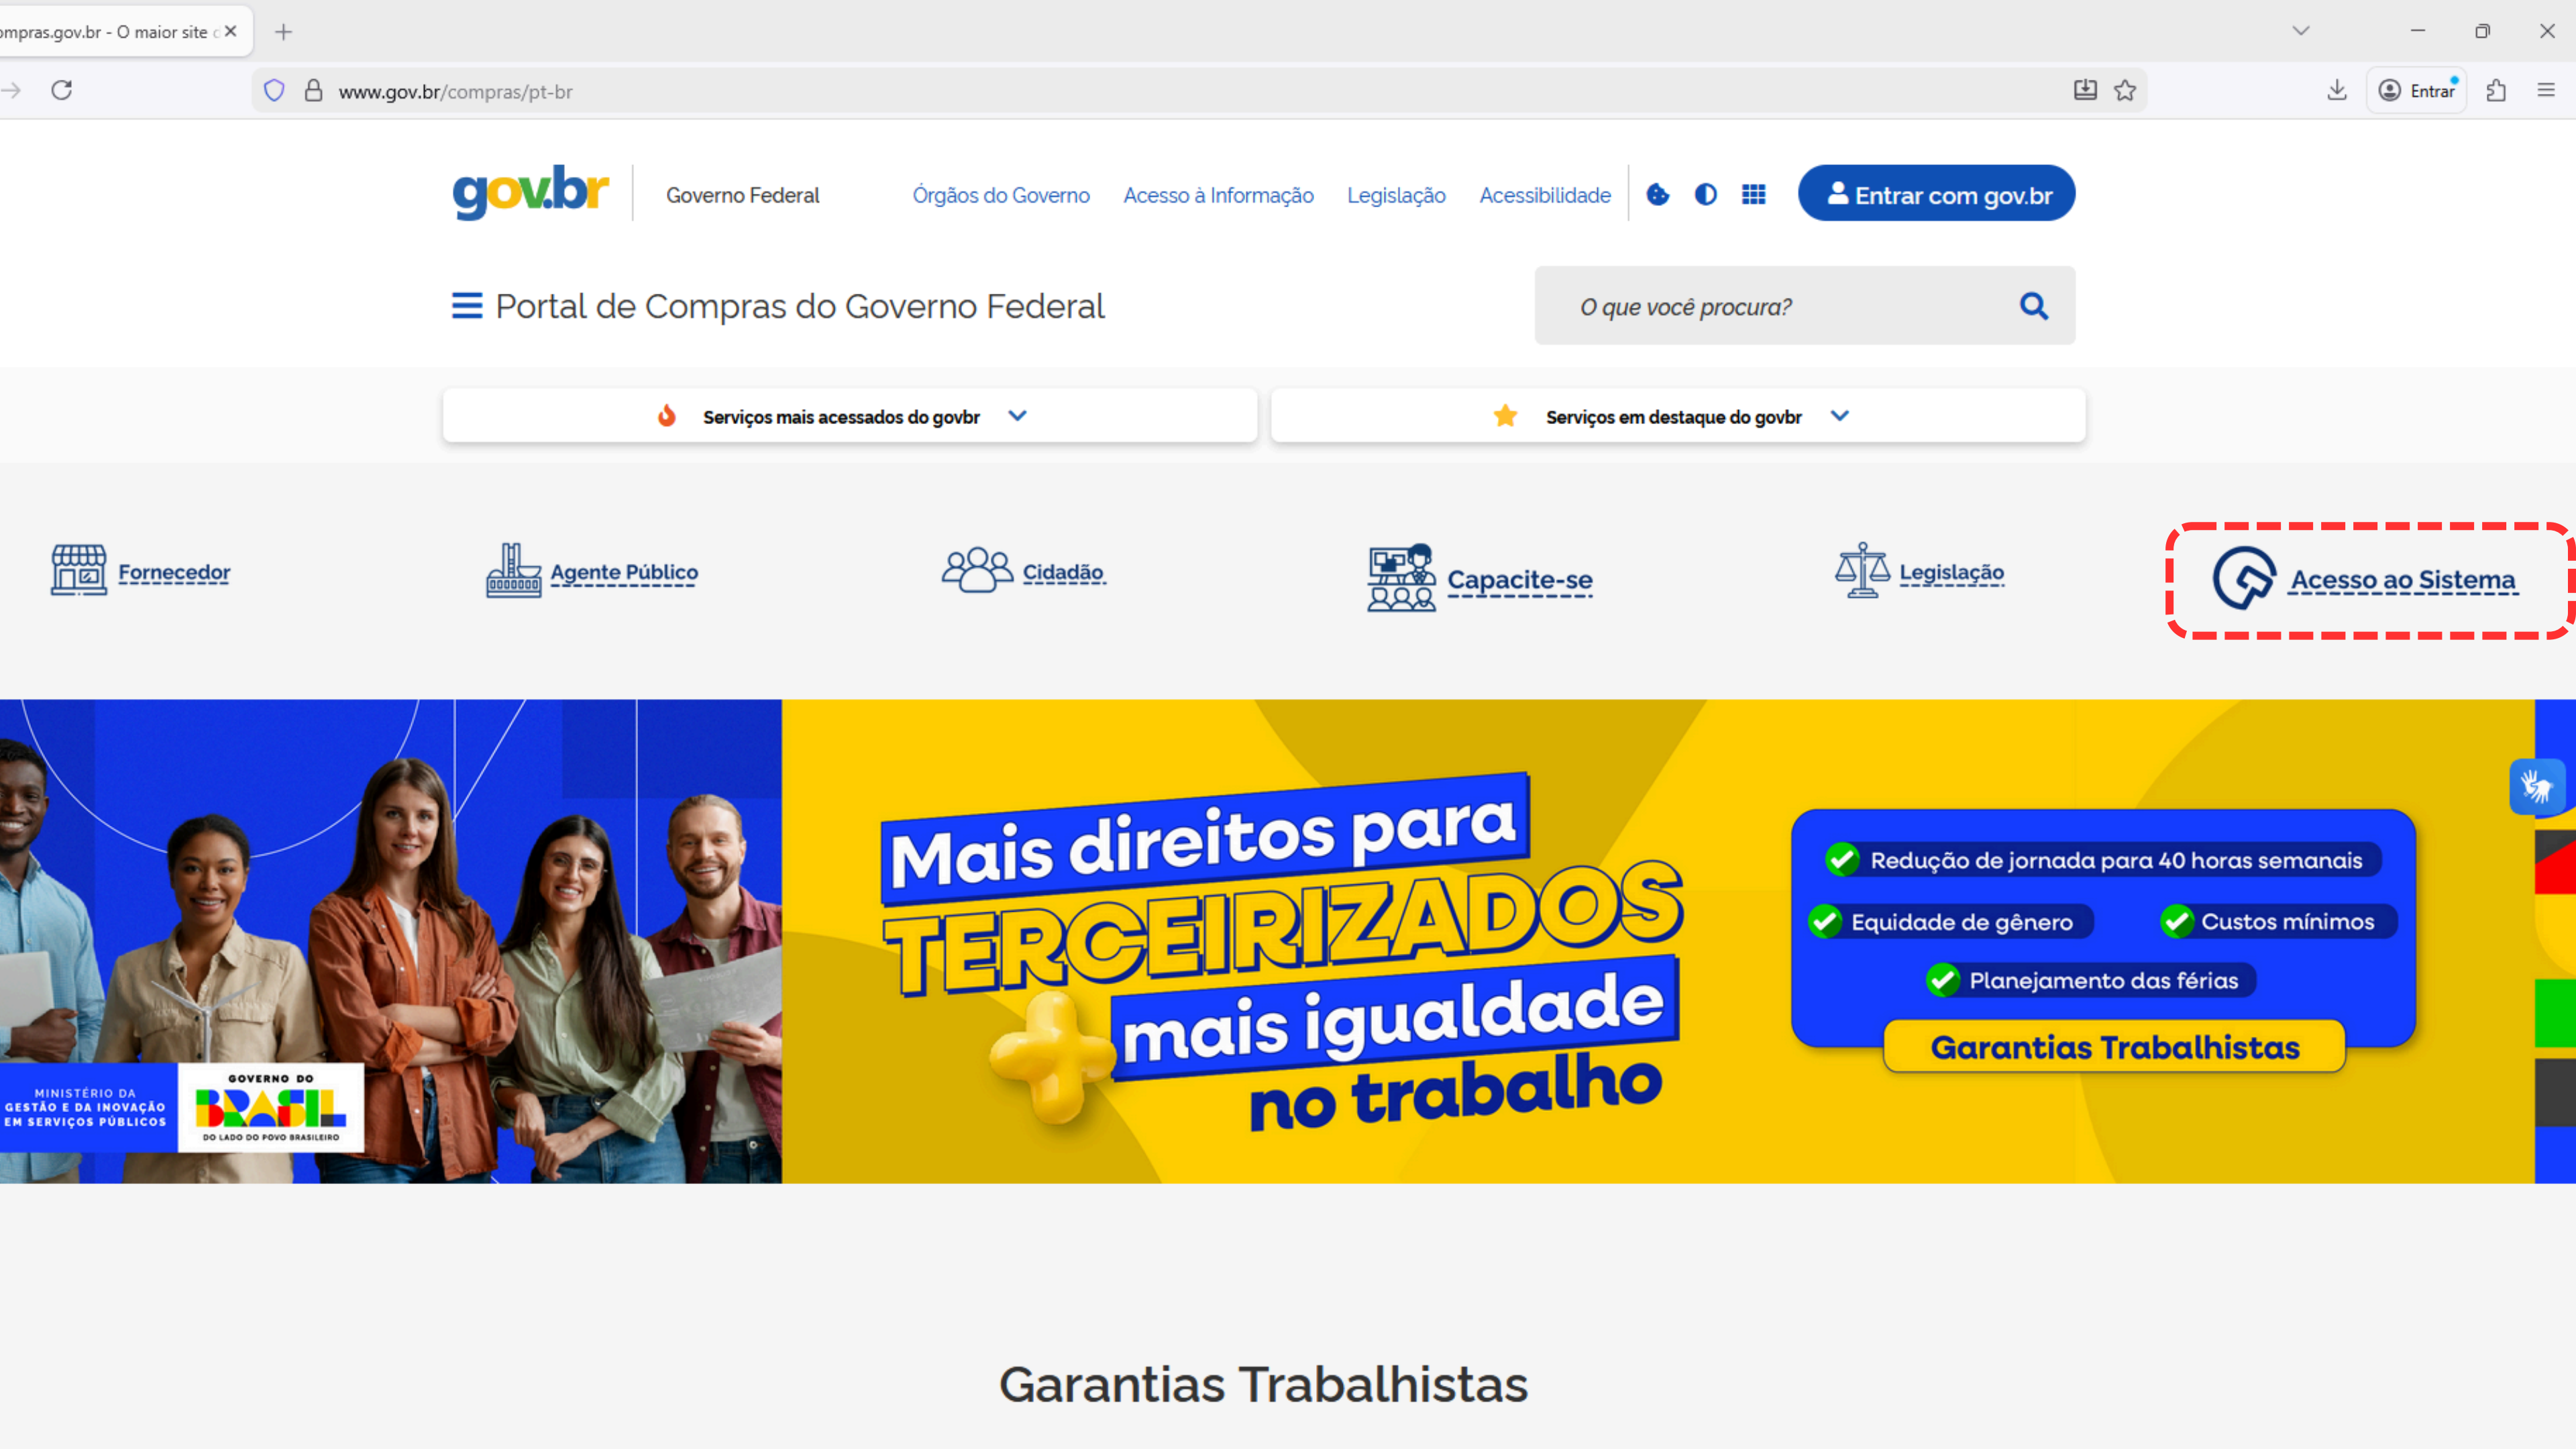 ompras.gov.br - O maior site d
www.gov.br/compras/pt-br
Entrar
gov.br
Governo Federal
Órgãos do Governo
Acesso à Informação
Legislação
Acessibilidade
Entrar com gov.br
Portal de Compras do Governo Federal
O que você procura?
Serviços mais acessados do govbr
Serviços em destaque do govbr
Fornecedor
Agente Público
Cidadão
Capacite-se
Legislação
Acesso ao Sistema
Mais direitos para
TERCEIRIZADOS
mais igualdade
no trabalho
Redução de jornada para 40 horas semanais
Equidade de gênero
Custos mínimos
Planejamento das férias
Garantias Trabalhistas
MINISTÉRIO DA
GESTÃO E DA INOVAÇÃO
EM SERVIÇOS PÚBLICOS
GOVERNO DO
BRASIL
DO LADO DO POVO BRASILEIRO
Garantias Trabalhistas